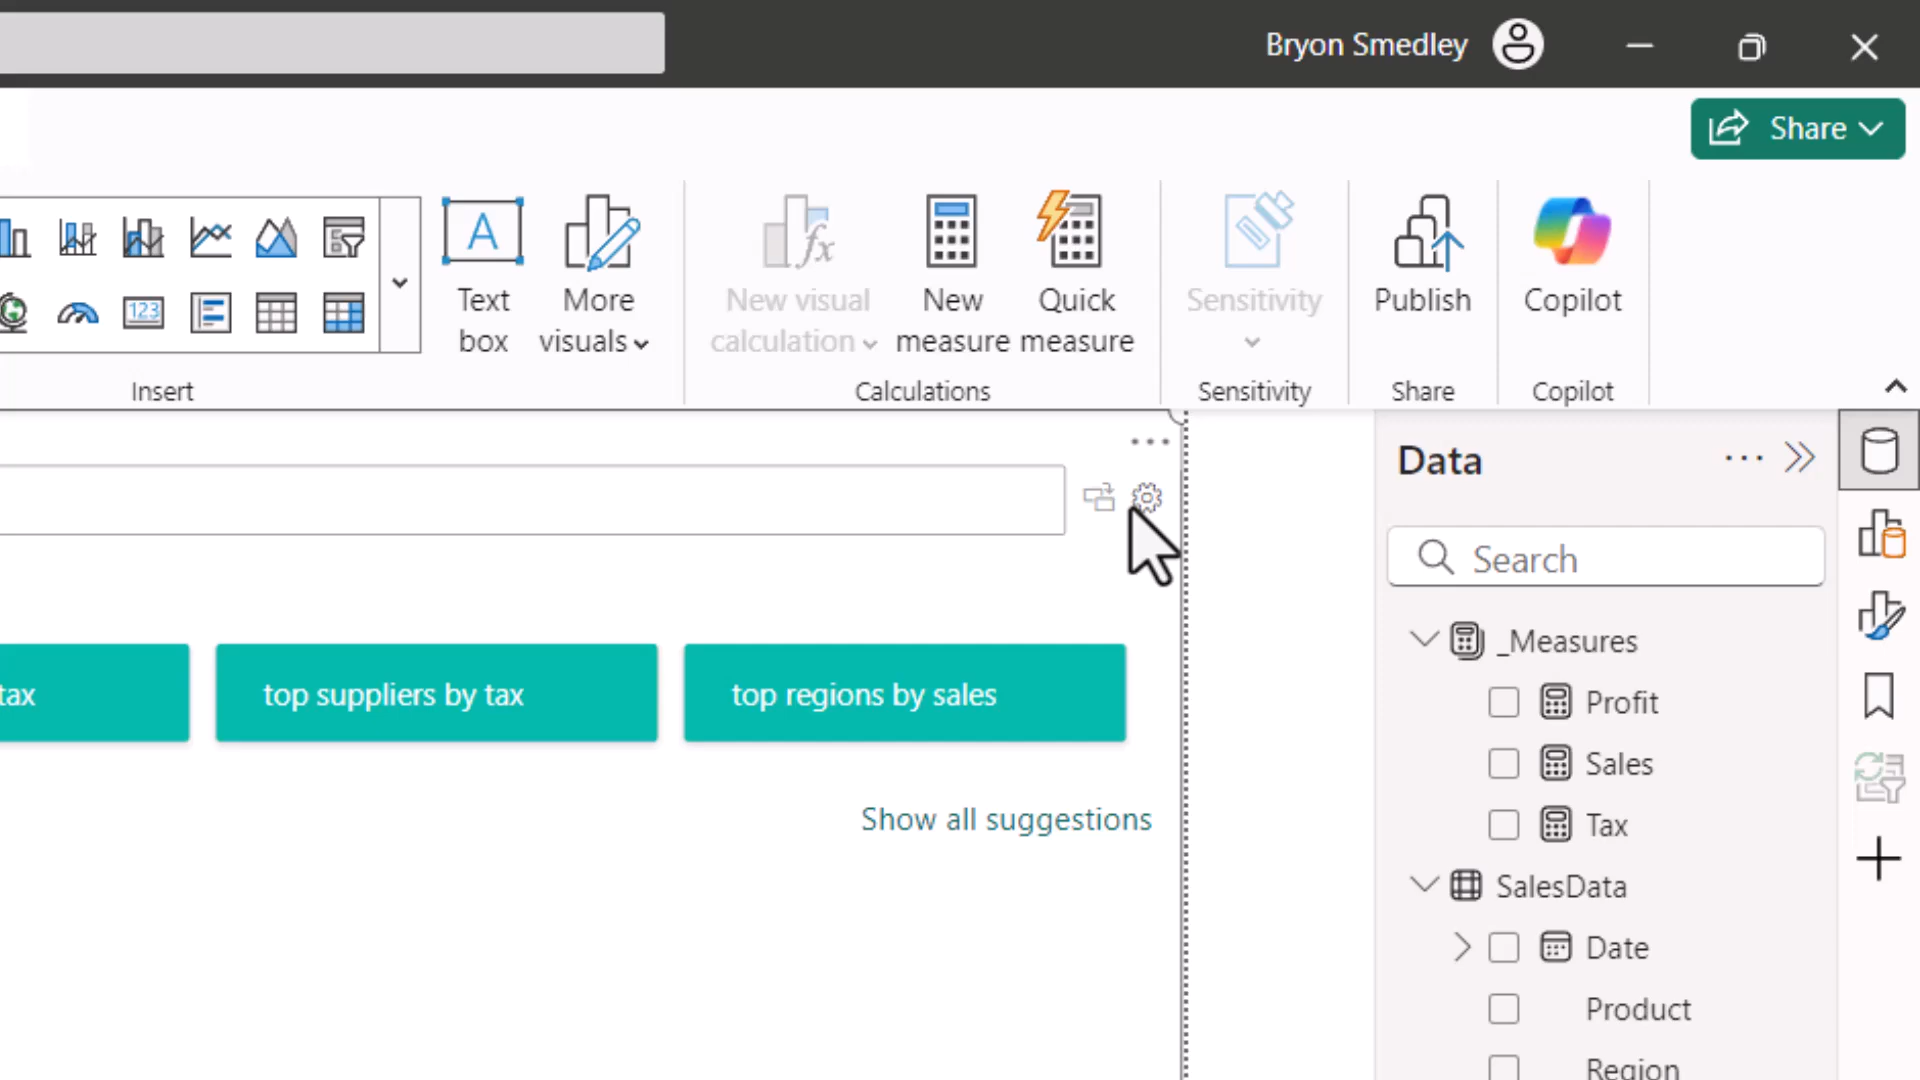 Bryon Smedley
Share
A
123
fx
Text
box
More
visuals
New visual
calculation
New
measure
Quick
measure
Sensitivity
Publish
Copilot
Insert
Calculations
Sensitivity
Share
Copilot
Data
Search
_Measures
Profit
Sales
Tax
SalesData
Date
Product
Region
tax
top suppliers by tax
top regions by sales
Show all suggestions